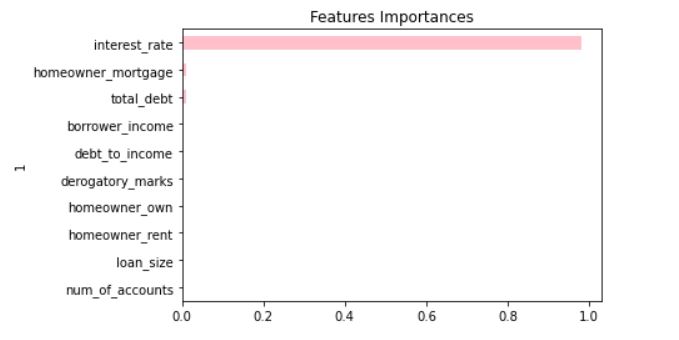 Features Importances
interest_rate
homeowner_mortgage
total_debt
borrower_income
debt_to_income
derogatory_marks
homeowner_own
homeowner_rent
loan_size
num_of_accounts
1
0.0 0.2 0.4 0.6 0.8 1.0